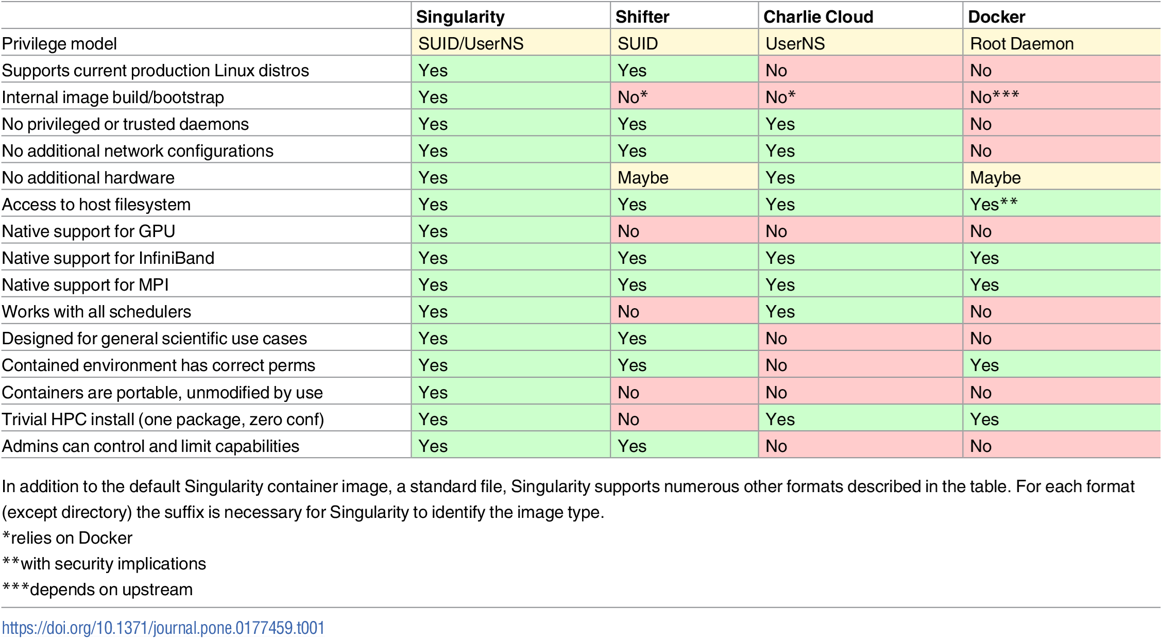 Singularity Shifter Charlie Cloud Docker
Privilege model SUID/UserNS SUID UserNS Root Daemon
Supports current production Linux distros Yes Yes No No
Internal image build/bootstrap Yes No* No* No***
No privileged or trusted daemons Yes Yes Yes No
No additional network configurations Yes Yes Yes No
No additional hardware Yes Maybe Yes Maybe
Access to host filesystem Yes Yes Yes Yes**
Native support for GPU Yes No No No
Native support for InfiniBand Yes Yes Yes Yes
Native support for MPI Yes Yes Yes Yes
Works with all schedulers Yes No Yes No
Designed for general scientific use cases Yes Yes No No
Contained environment has correct perms Yes Yes No Yes
Containers are portable, unmodified by use Yes No No No
Trivial HPC install (one package, zero conf) Yes No Yes Yes
Admins can control and limit capabilities Yes Yes No No
In addition to the default Singularity container image, a standard file, Singularity supports numerous other formats described in the table. For each format
(except directory) the suffix is necessary for Singularity to identify the image type.
*relies on Docker
**with security implications
***depends on upstream
https://doi.org/10.1371/journal.pone.0177459.t001